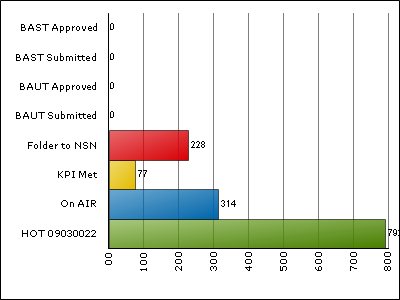 BAST Approved 0
BAST Submitted 0
BAUT Approved 0
BAUT Submitted 0
Folder to NSN 228
KPI Met 77
On AIR 314
HOT 09030022
00 100 200 300 400 500 600 700 800